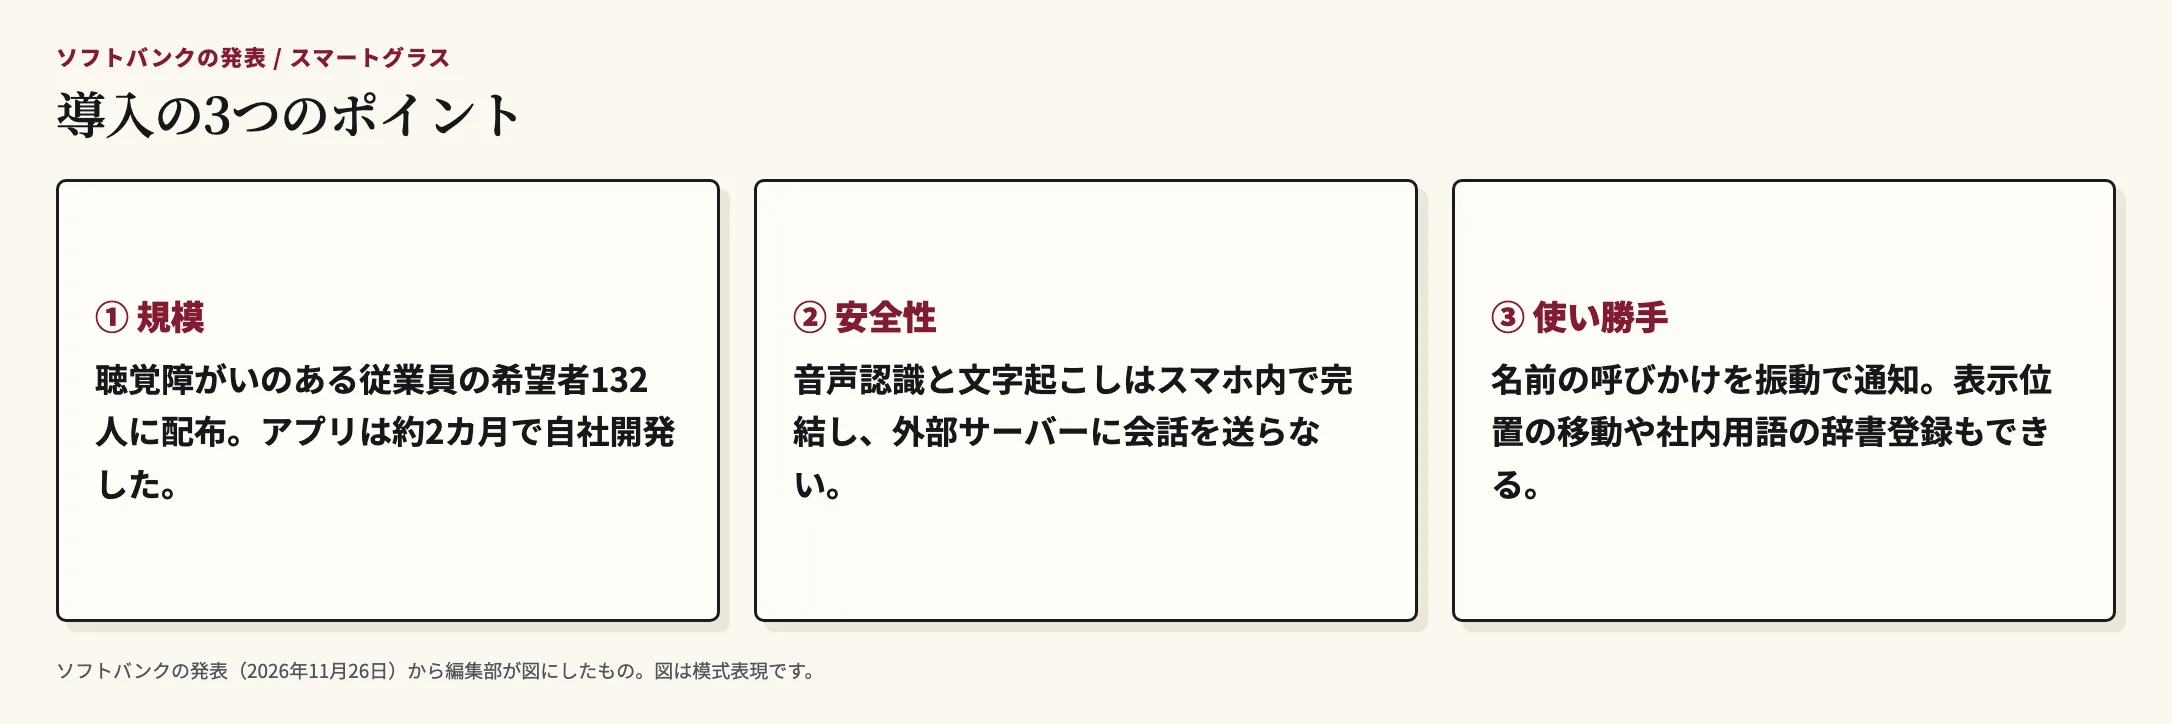 ソフトバンクの発表 / スマートグラス
導入の3つのポイント
① 規模
聴覚障がいのある従業員の希望者132
人に配布。アプリは約2カ月で自社開発
した。
② 安全性
音声認識と文字起こしはスマホ内で完
結し、外部サーバーに会話を送らな
い。
③ 使い勝手
名前の呼びかけを振動で通知。表示位
置の移動や社内用語の辞書登録もでき
る。
ソフトバンクの発表（2026年11月26日）から編集部が図にしたもの。図は模式表現です。